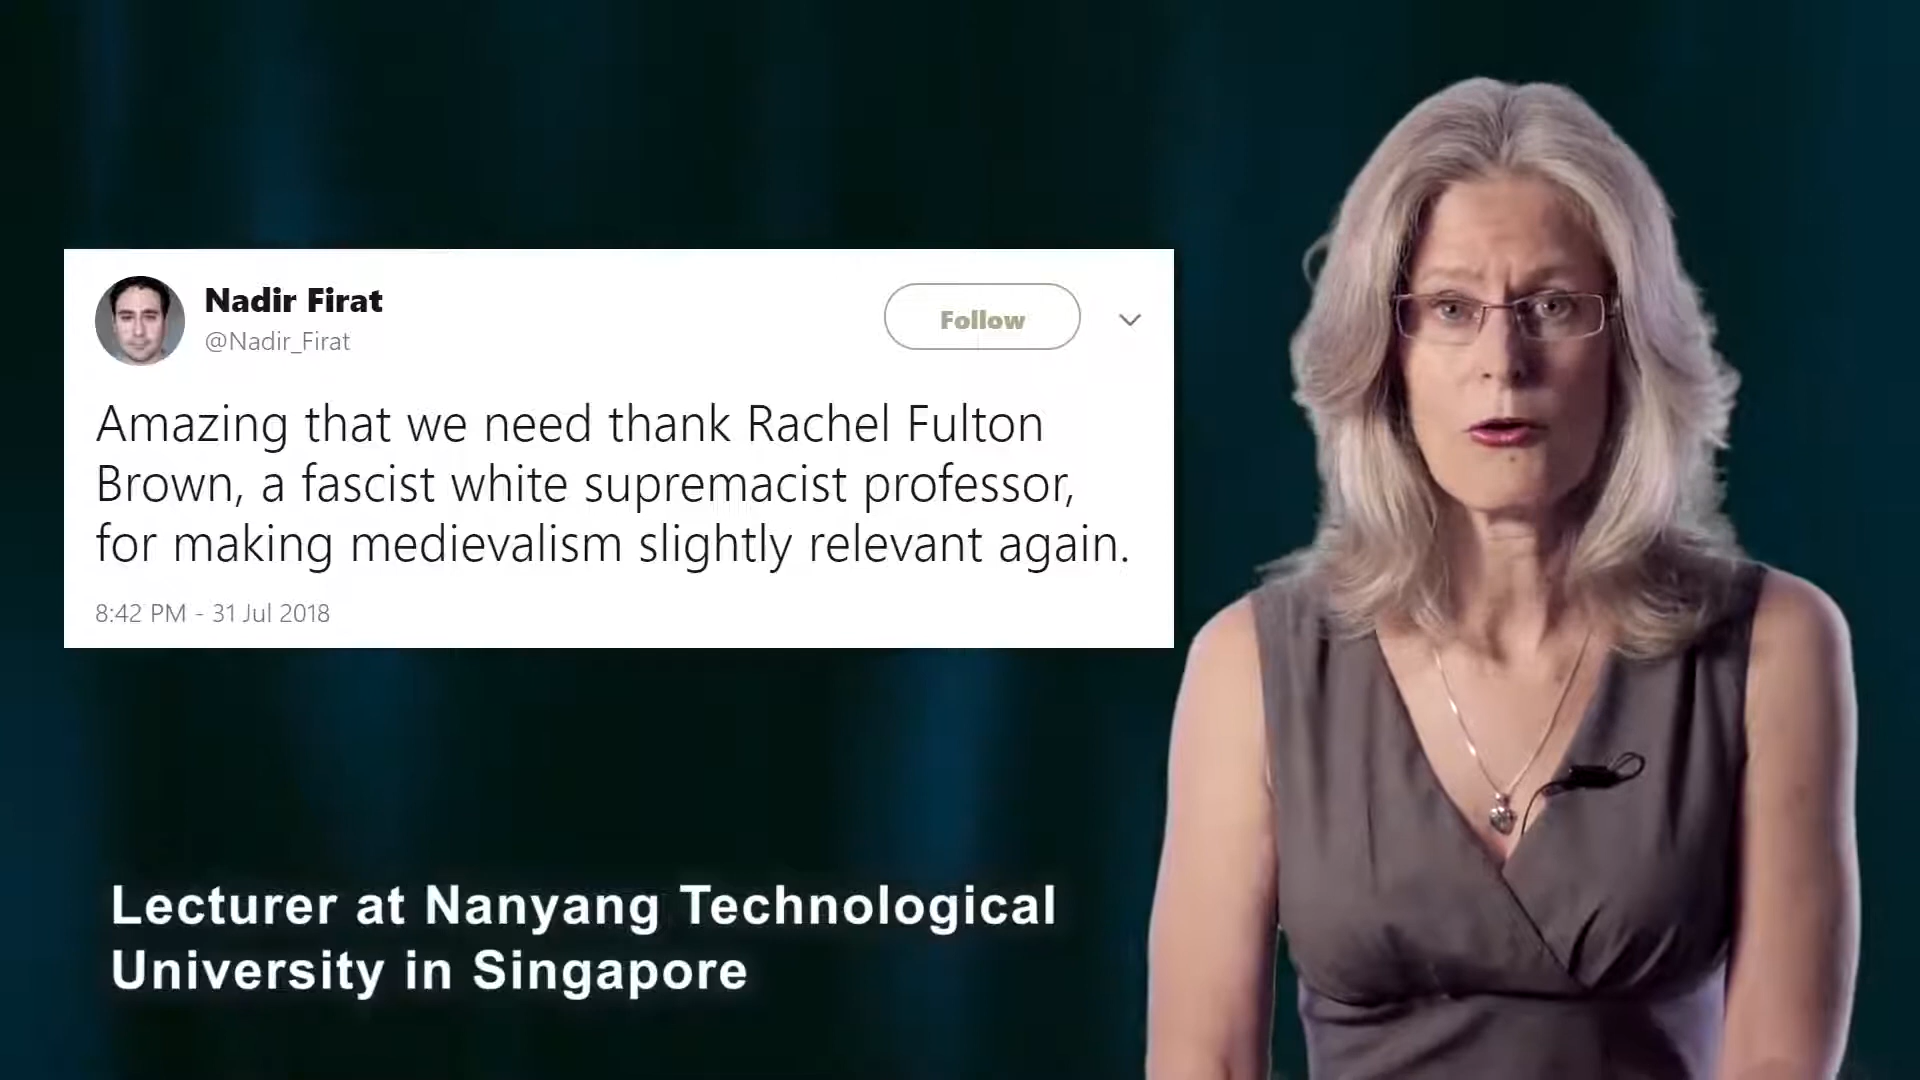 Nadir Firat
@Nadir_Firat
Follow
Amazing that we need thank Rachel Fulton
Brown, a fascist white supremacist professor,
for making medievalism slightly relevant again.
8:42 PM - 31 Jul 2018
Lecturer at Nanyang Technological
University in Singapore